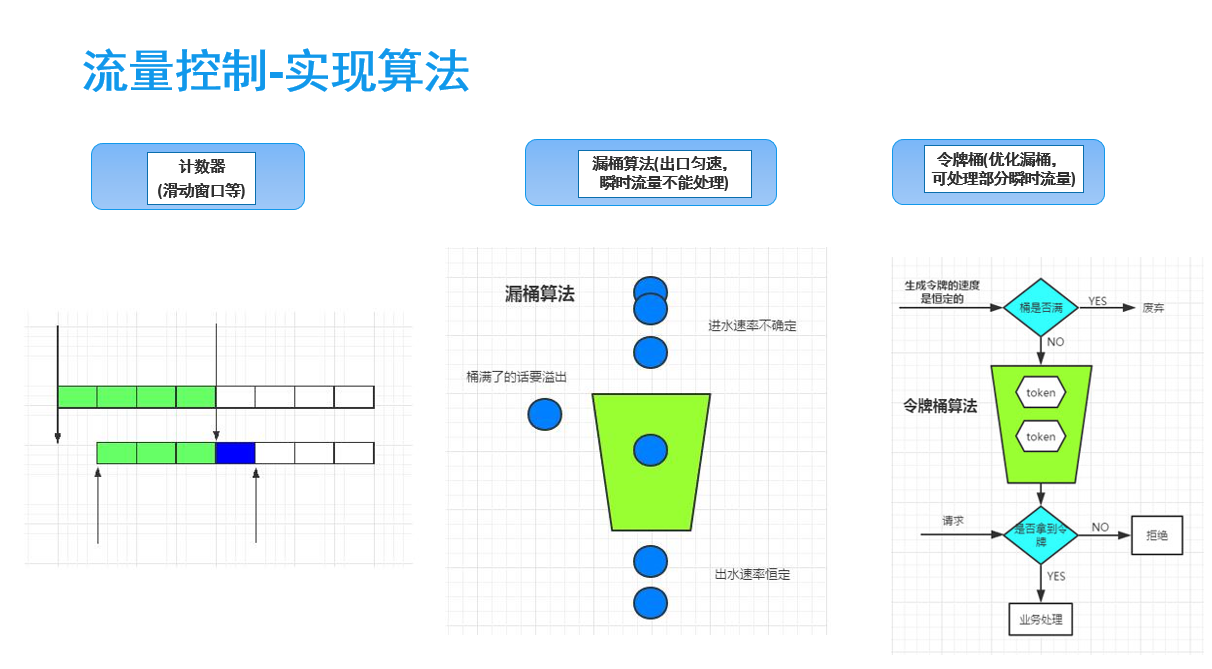 流量控制-实现算法
计数器
(滑动窗口等)
漏桶算法(出口匀速，
瞬时流量不能处理)
令牌桶(优化漏桶，
可处理部分瞬时流量)
漏桶算法
进水速率不确定
桶满了的话要溢出
出水速率恒定
生成令牌的速度
是恒定的
桶是否满
YES
废弃
NO
token
令牌桶算法
token
请求
是否拿到令
牌
NO
拒绝
YES
业务处理